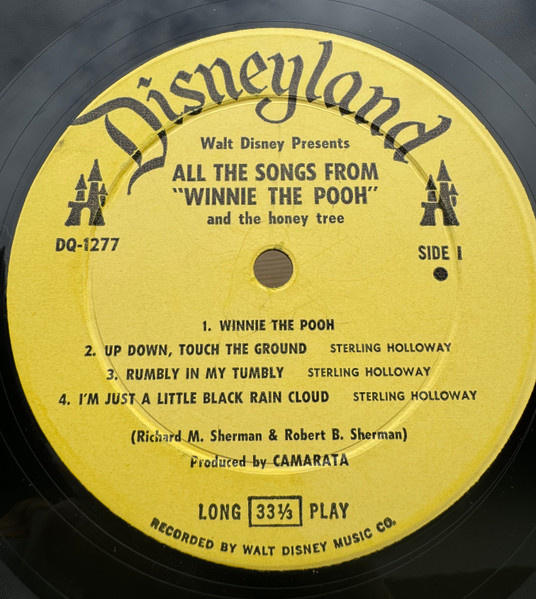 Disneyland
Walt Disney Presents
ALL THE SONGS FROM
"WINNIE THE POOH"
and the honey tree
DQ-1277
SIDE 1
1. WINNIE THE POOH
2. UP DOWN, TOUCH THE GROUND STERLING HOLLOWAY
3. RUMBLY IN MY TUMBLY STERLING HOLLOWAY
4. I'M JUST A LITTLE BLACK RAIN CLOUD STERLING HOLLOWAY
(Richard M. Sherman & Robert B. Sherman)
Produced by CAMARATA
LONG 33⅓ PLAY
RECORDED BY WALT DISNEY MUSIC CO.